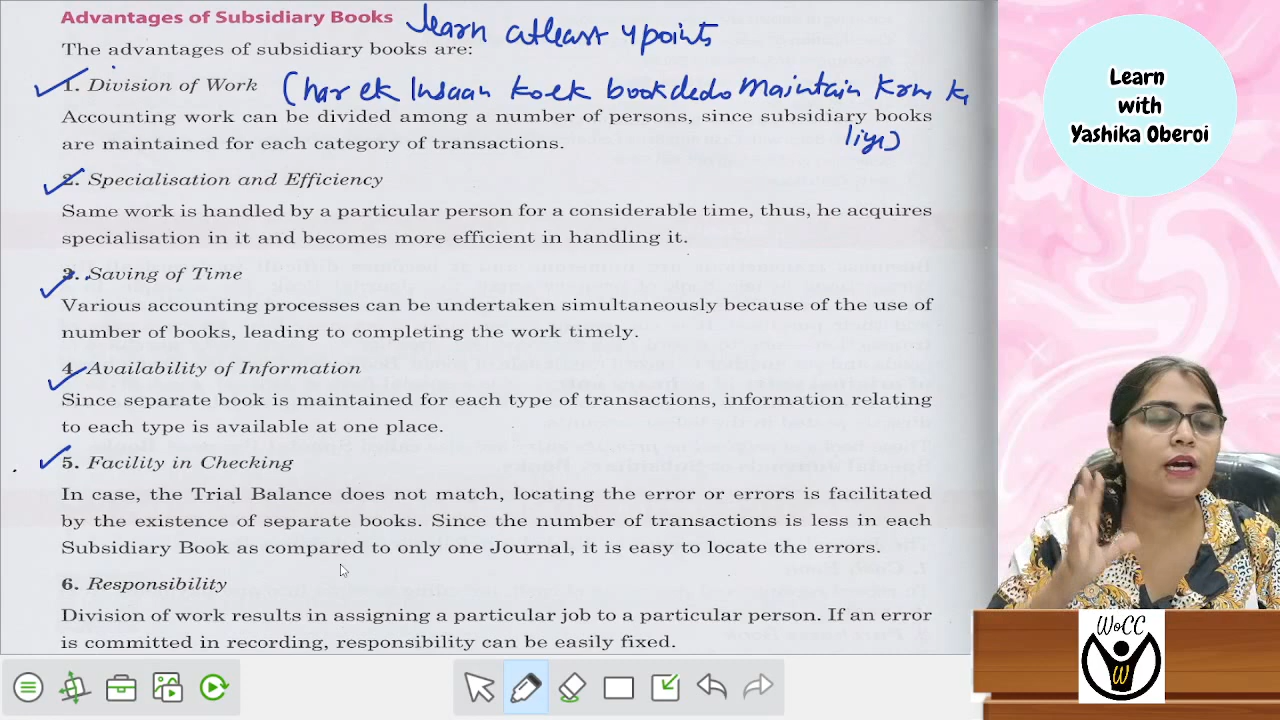 Advantages of Subsidiary Books learn atleast 4 points
The advantages of subsidiary books are:
1. Division of Work (har ek Insaan ko ek book dedo Maintain Krne k
liye)
Accounting work can be divided among a number of persons, since subsidiary books
are maintained for each category of transactions.
2. Specialisation and Efficiency
Same work is handled by a particular person for a considerable time, thus, he acquires
specialisation in it and becomes more efficient in handling it.
3. Saving of Time
Various accounting processes can be undertaken simultaneously because of the use of
number of books, leading to completing the work timely.
4. Availability of Information
Since separate book is maintained for each type of transactions, information relating
to each type is available at one place.
5. Facility in Checking
In case, the Trial Balance does not match, locating the error or errors is facilitated
by the existence of separate books. Since the number of transactions is less in each
Subsidiary Book as compared to only one Journal, it is easy to locate the errors.
6. Responsibility
Division of work results in assigning a particular job to a particular person. If an error
is committed in recording, responsibility can be easily fixed.
Learn
with
Yashika Oberoi
WoCC
W